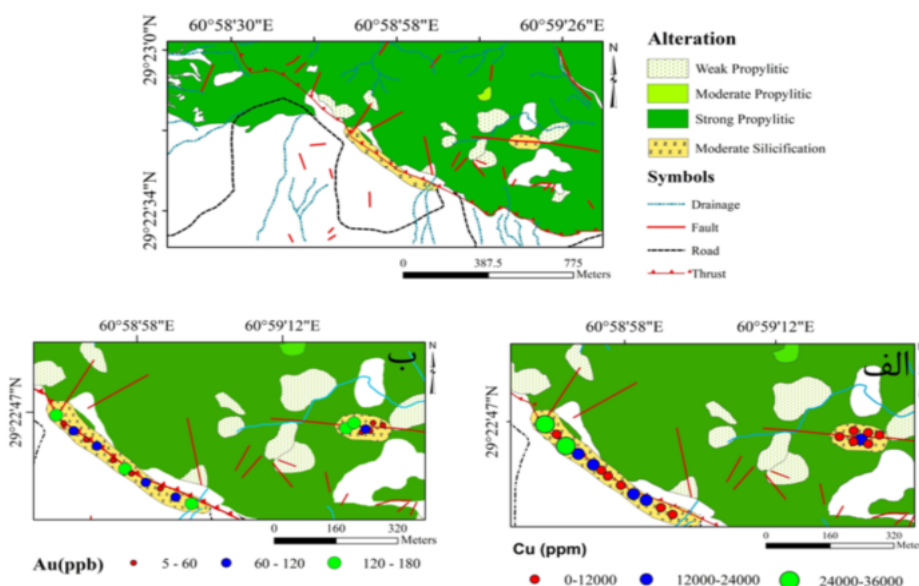 60°58'30"E 60°58'58"E 60°59'26"E
N
29°23'0"N
29°22'34"N
0 387.5 775
Meters
Alteration
Weak Propylitic
Moderate Propylitic
Strong Propylitic
Moderate Silicification
Symbols
Drainage
Fault
Road
Thrust
60°58'58"E 60°59'12"E
ب
N
29°22'47"N
0 160 320
Meters
Au(ppb) 5 - 60 60 - 120 120 - 180
60°58'58"E 60°59'12"E
الف
29°22'47"N
0 160 320
Meters
Cu (ppm)
0-12000 12000-24000 24000-36000